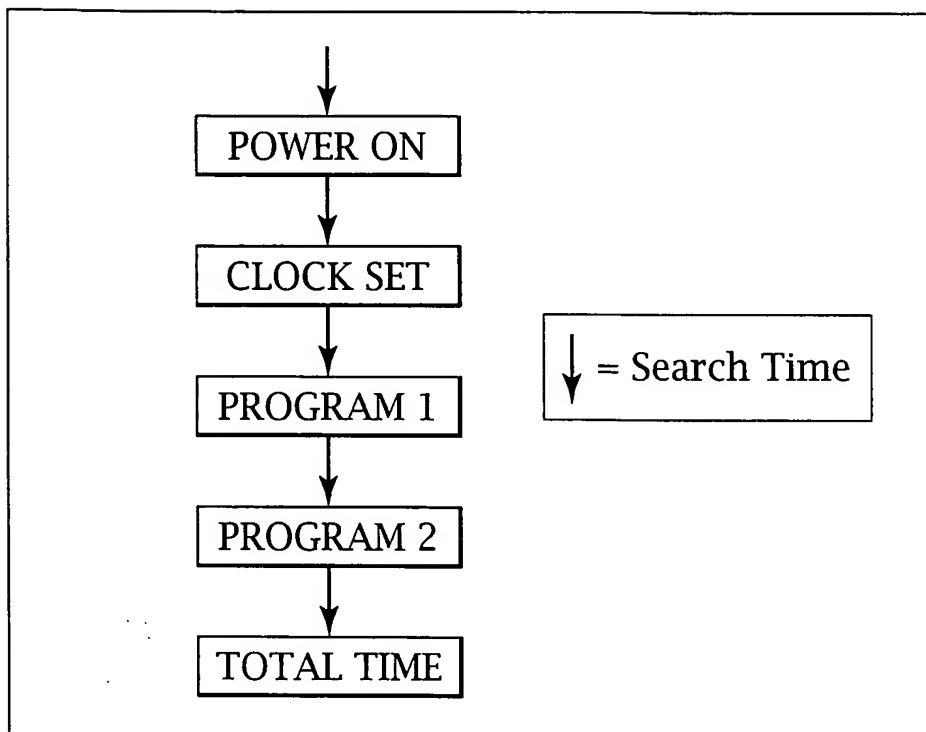 POWER ON
CLOCK SET
PROGRAM 1
= Search Time
PROGRAM 2
TOTAL TIME